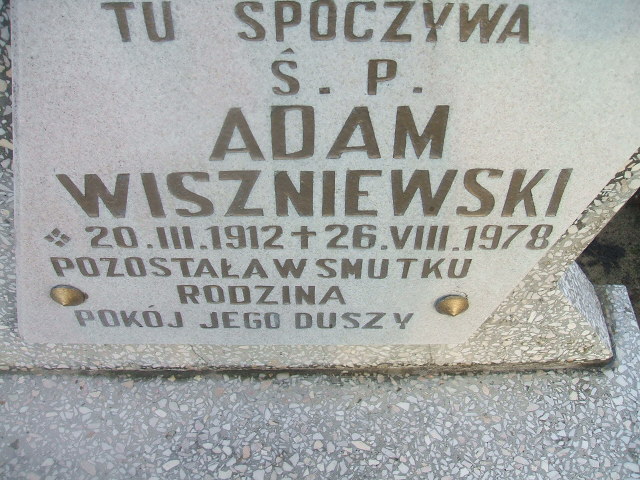 TU SPOCZYWA
Ś. P.
ADAM
WISZNIEWSKI
20.III.1912 + 26.VIII.1978
POZOSTAŁA W SMUTKU
RODZINA
POKÓJ JEGO DUSZY